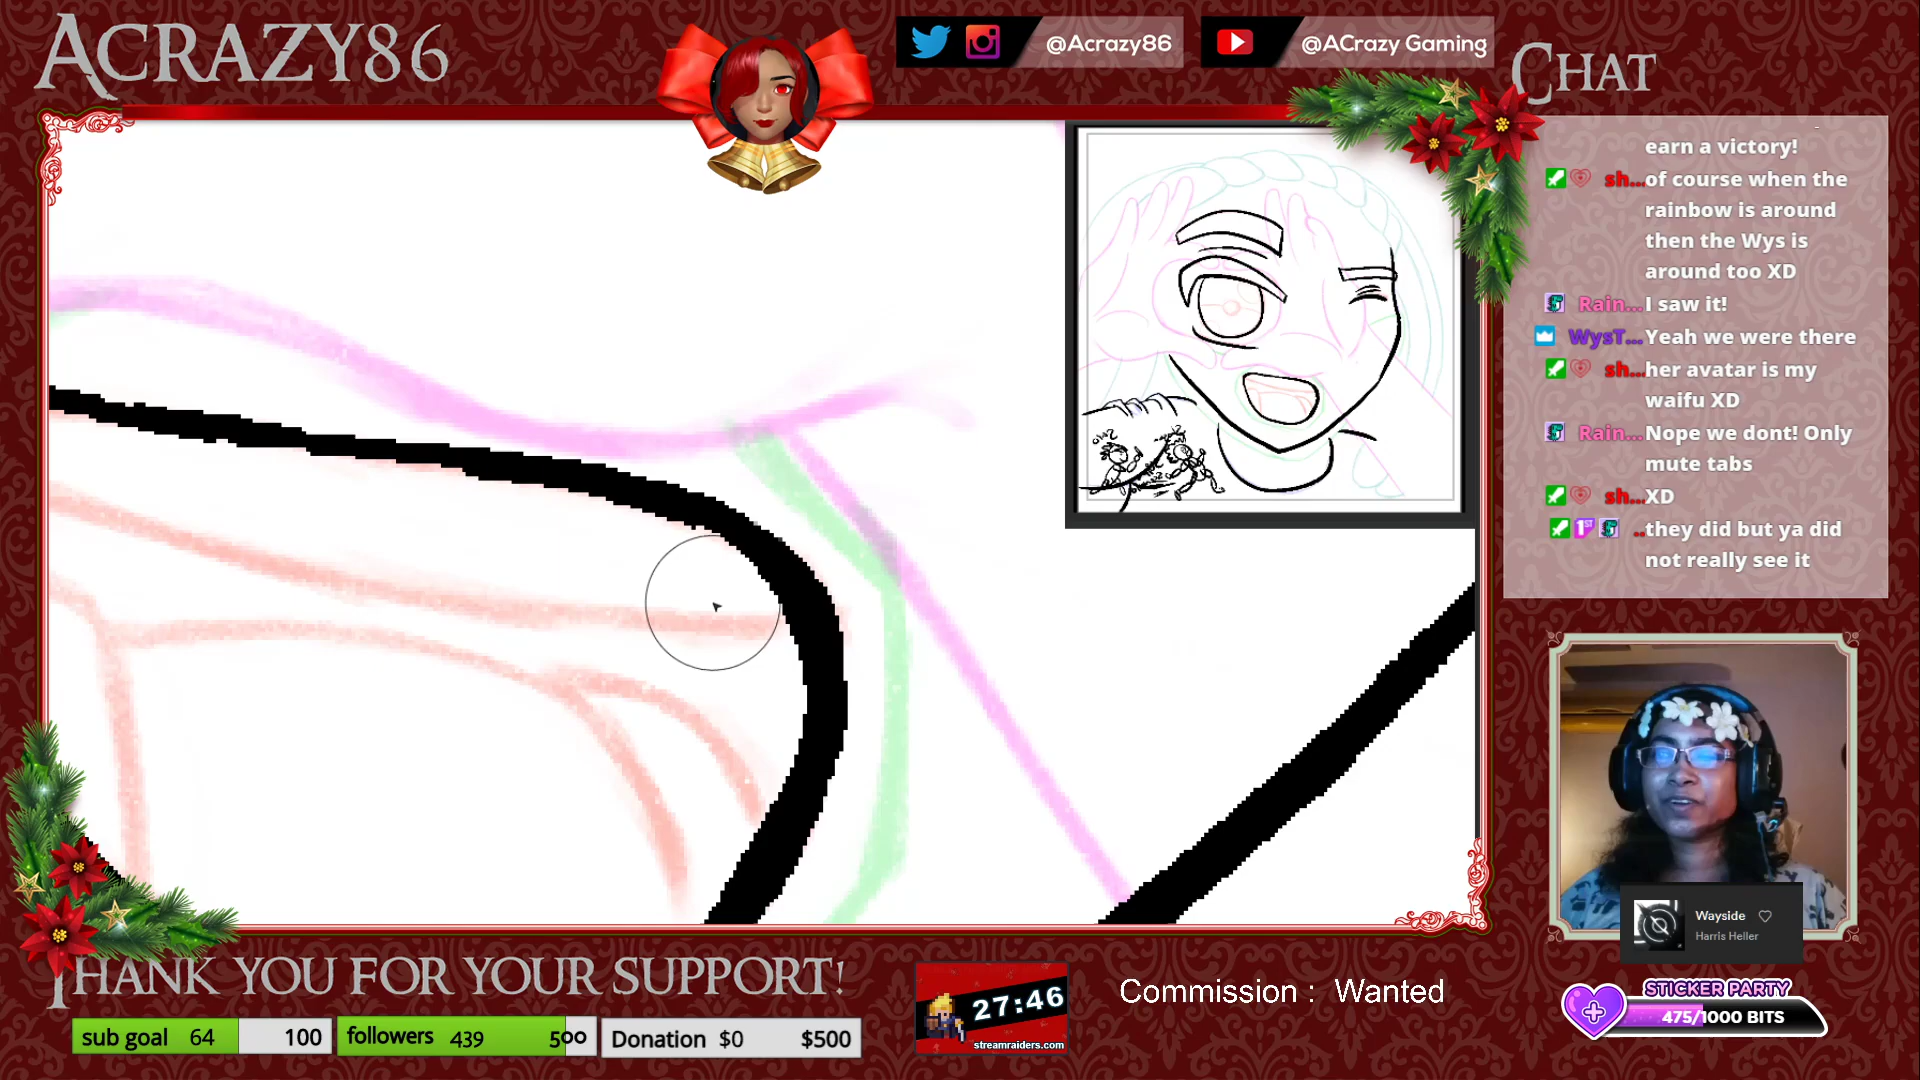 ACRAZY86
@Acrazy86
@ACrazy Gaming
CHAT
earn a victory!
sh...of course when the
rainbow is around
then the Wys is
around too XD
Rain...I saw it!
WysT...Yeah we were there
sh...her avatar is my
waifu XD
Rain...Nope we dont! Only
mute tabs
sh...XD
1ST ..they did but ya did
not really see it
Wayside
Harris Heller
THANK YOU FOR YOUR SUPPORT!
sub goal 64 100
followers 439 500
Donation $0 $500
27:46
streamraiders.com
Commission : Wanted
STICKER PARTY
475/1000 BITS